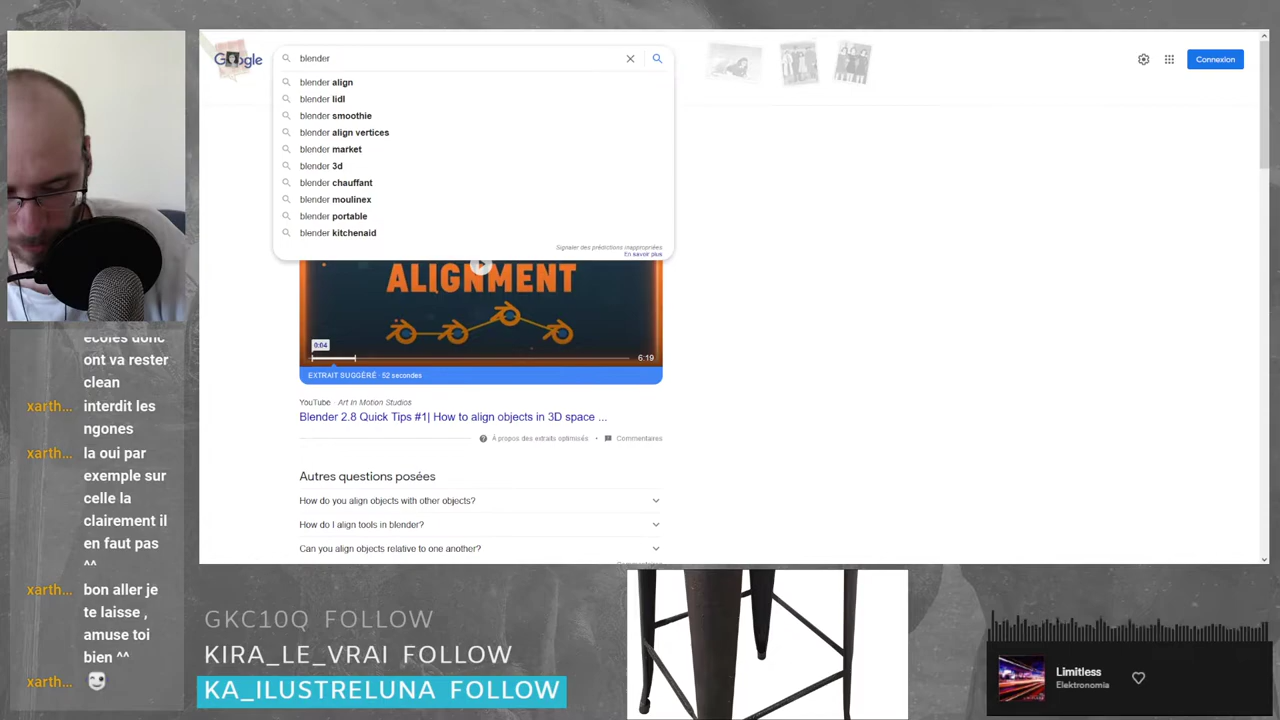 Google
blender
Connexion
blender align
blender lidl
blender smoothie
blender align vertices
blender market
blender 3d
blender chauffant
blender moulinex
blender portable
blender kitchenaid
Signaler des prédictions inappropriées
En savoir plus
ALIGNMENT
0:04
6:19
EXTRAIT SUGGÉRÉ · 52 secondes
YouTube · Art In Motion Studios
Blender 2.8 Quick Tips #1| How to align objects in 3D space ...
À propos des extraits optimisés • Commentaires
Autres questions posées
How do you align objects with other objects?
How do I align tools in blender?
Can you align objects relative to one another?
écoles donc
ont va rester
clean
xarth... interdit les
ngones
xarth... la oui par
exemple sur
celle la
clairement il
en faut pas
^^
xarth... bon aller je
te laisse ,
amuse toi
bien ^^
xarth...
GKC10Q FOLLOW
KIRA_LE_VRAI FOLLOW
KA_ILUSTRELUNA FOLLOW
Limitless
Elektronomia